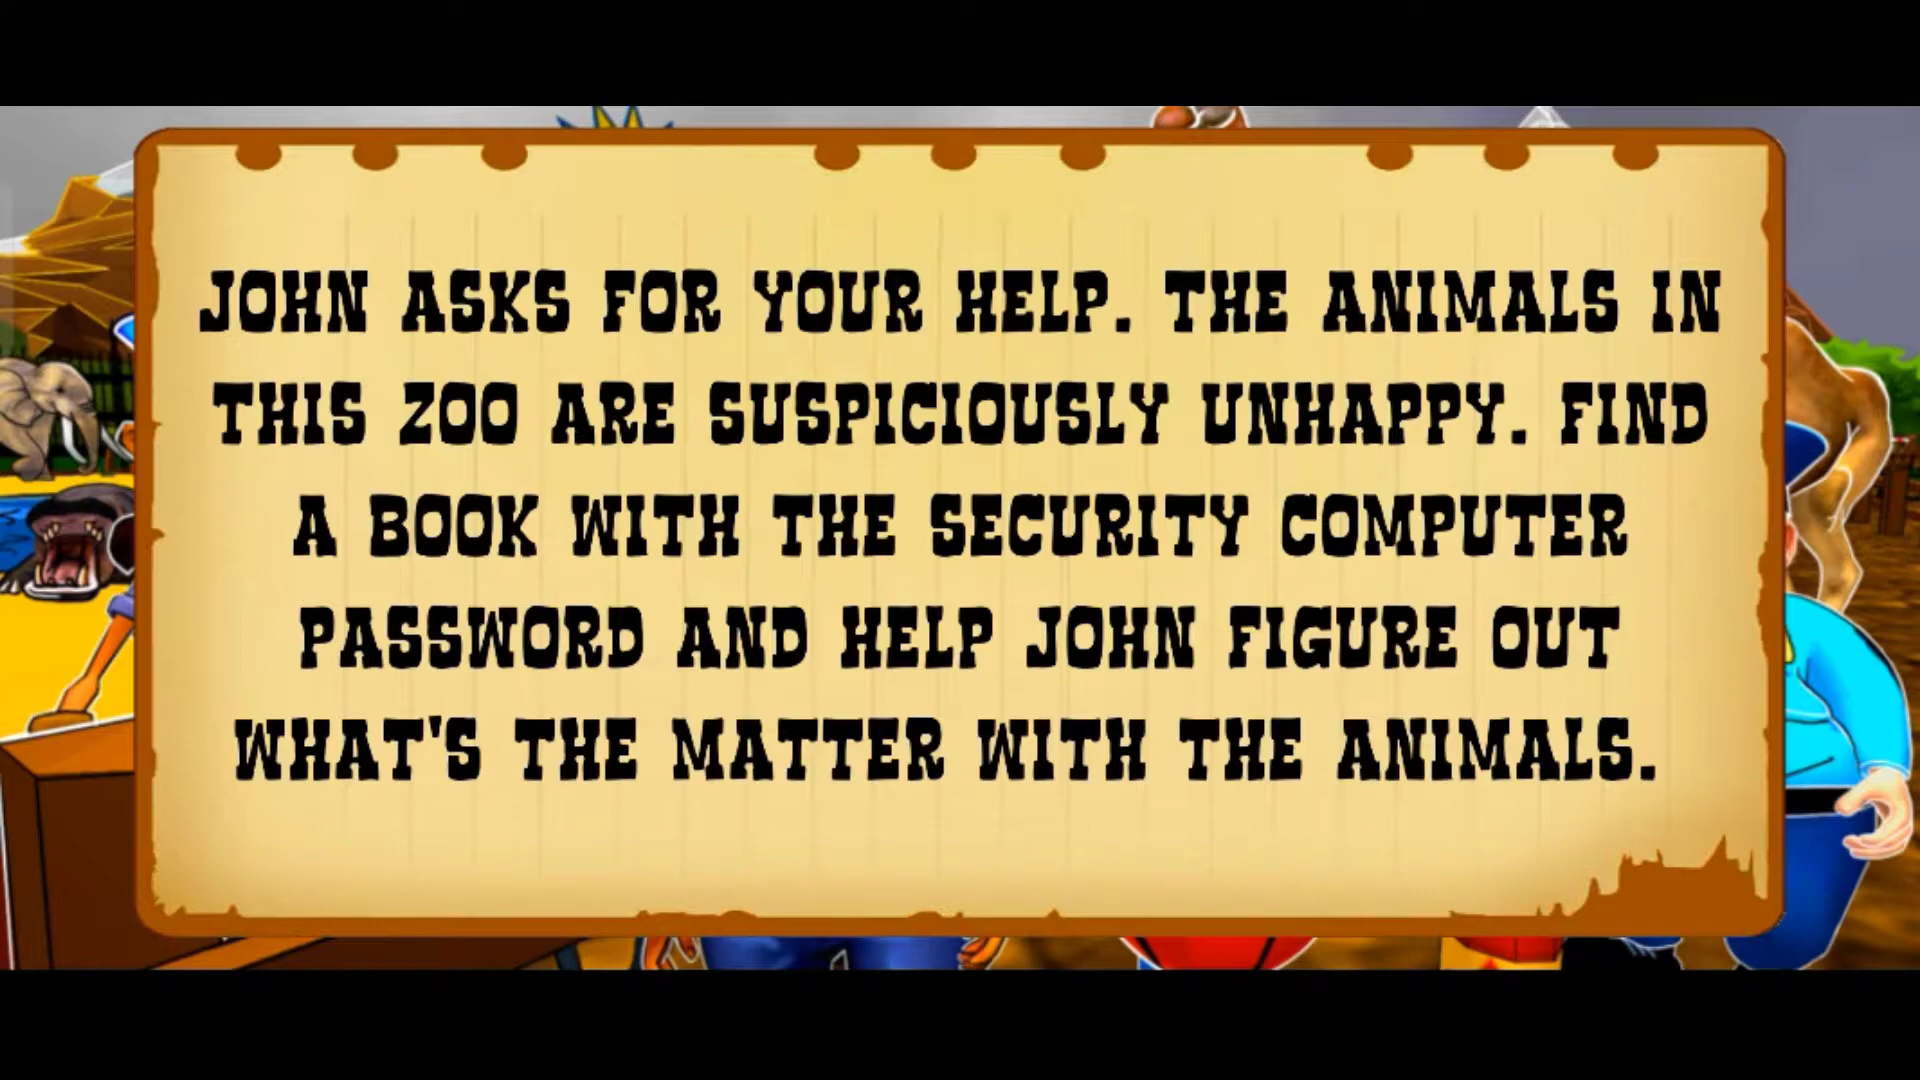 JOHN ASKS FOR YOUR HELP. THE ANIMALS IN
THIS ZOO ARE SUSPICIOUSLY UNHAPPY. FIND
A BOOK WITH THE SECURITY COMPUTER
PASSWORD AND HELP JOHN FIGURE OUT
WHAT'S THE MATTER WITH THE ANIMALS.